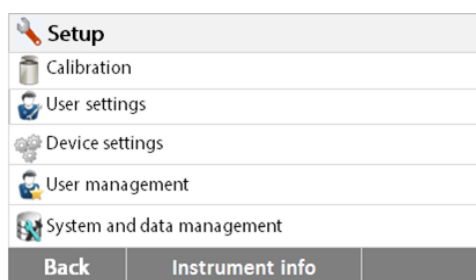 Setup
Calibration
User settings
Device settings
User management
System and data management
Back Instrument info